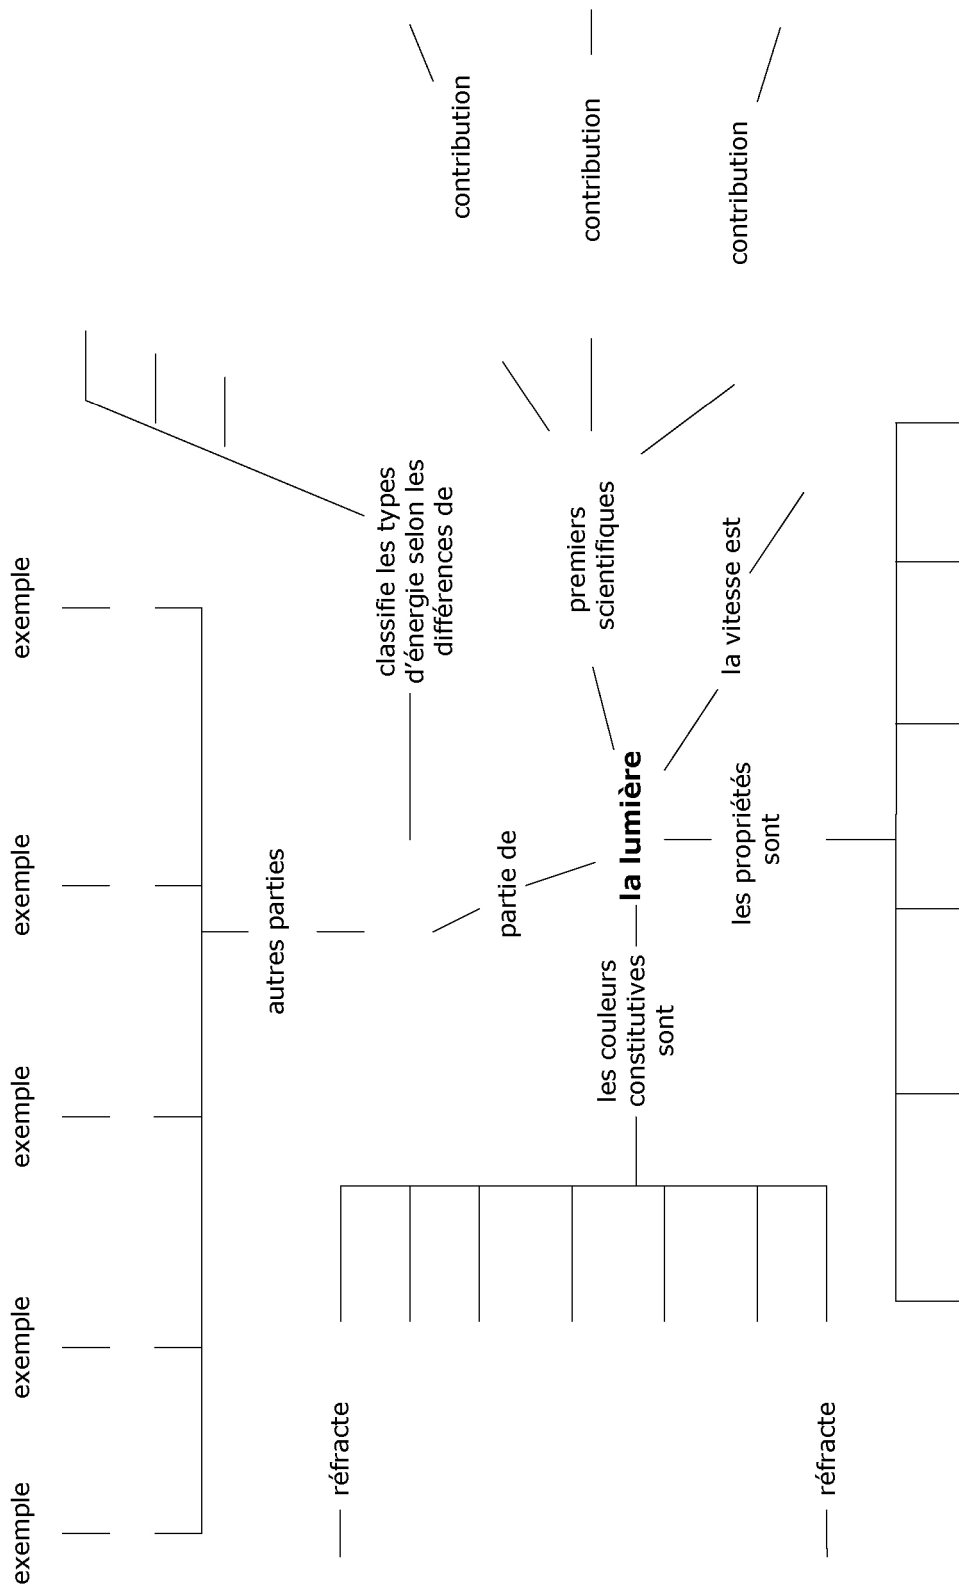 exemple
exemple
exemple
exemple
exemple
autres parties
réfracte
classifie les types
d'énergie selon les
différences de
contribution
partie de
premiers
scientifiques
contribution
les couleurs
constitutives
sont
la lumière
la vitesse est
contribution
les propriétés
sont
réfracte